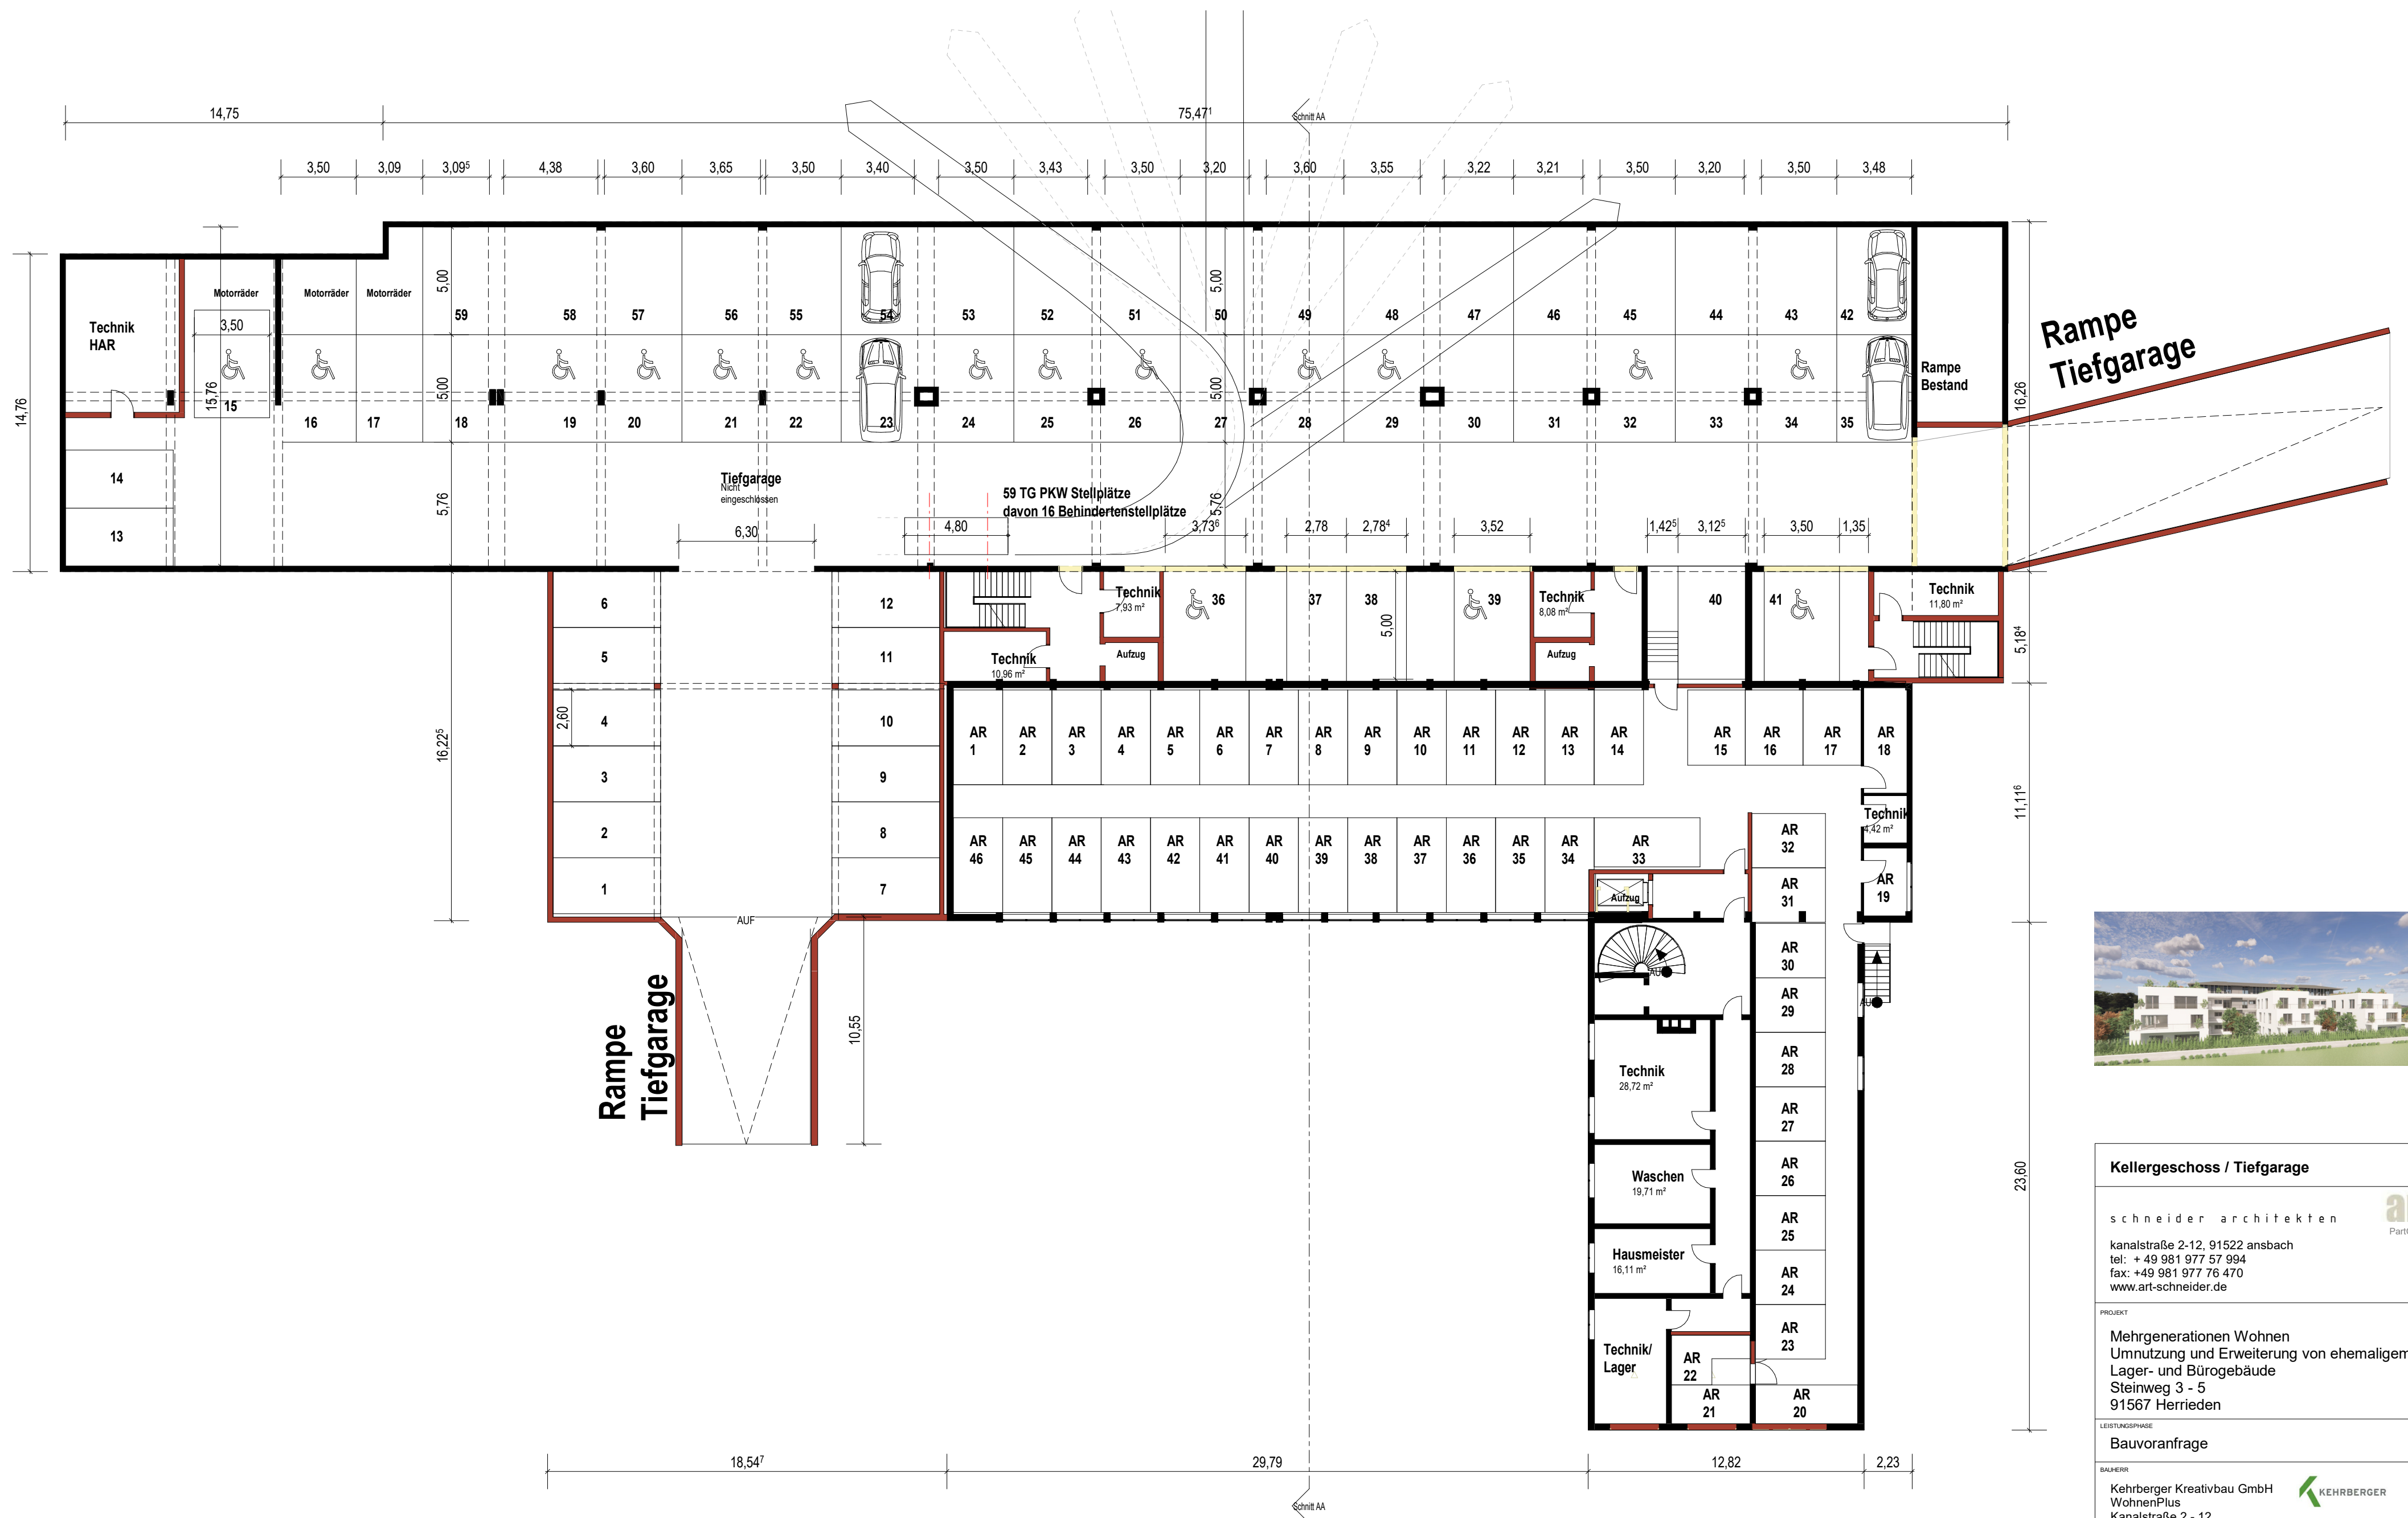 14,75
75,47¹
Schnitt AA
3,50 3,09 3,09⁵ 4,38 3,60 3,65 3,50 3,40 3,50 3,43 3,50 3,20 3,60 3,55 3,22 3,21 3,50 3,20 3,50 3,48
14,76
15,76
16,26
5,00
5,00
Motorräder
Motorräder
Motorräder
3,50
Technik
HAR
59 58 57 56 55 54 53 52 51 50 49 48 47 46 45 44 43 42
Rampe
Tiefgarage
Rampe
Bestand
5,00
5,00
15 16 17 18 19 20 21 22 23 24 25 26 27 28 29 30 31 32 33 34 35
14
13
Tiefgarage
Nicht
eingeschlossen
5,76
5,76
59 TG PKW Stellplätze
davon 16 Behindertenstellplätze
6,30
4,80
3,73⁶
2,78
2,78⁴
3,52
1,42⁵
3,12⁵
3,50
1,35
6
5
4
3
2
1
2,60
12
11
10
9
8
7
16,22⁵
Technik
7,93 m²
Technik
10,96 m²
Aufzug
36 37 38 39
5,00
Technik
8,08 m²
Aufzug
40
41
Technik
11,80 m²
5,18⁴
AR
1
AR
2
AR
3
AR
4
AR
5
AR
6
AR
7
AR
8
AR
9
AR
10
AR
11
AR
12
AR
13
AR
14
AR
15
AR
16
AR
17
AR
18
11,11⁶
Technik
4,42 m²
AR
19
AR
46
AR
45
AR
44
AR
43
AR
42
AR
41
AR
40
AR
39
AR
38
AR
37
AR
36
AR
35
AR
34
AR
33
AR
32
AR
31
Aufzug
AUF
Rampe
Tiefgarage
10,55
AU
AU
AR
30
AR
29
AR
28
AR
27
AR
26
AR
25
AR
24
AR
23
AR
22
AR
21
AR
20
Technik
28,72 m²
Waschen
19,71 m²
Hausmeister
16,11 m²
Technik/
Lager
23,60
18,54⁷
29,79
12,82
2,23
Schnitt AA
Kellergeschoss / Tiefgarage
schneider architekten
a
Part
kanalstraße 2-12, 91522 ansbach
tel: + 49 981 977 57 994
fax: +49 981 977 76 470
www.art-schneider.de
PROJEKT
Mehrgenerationen Wohnen
Umnutzung und Erweiterung von ehemaligem
Lager- und Bürogebäude
Steinweg 3 - 5
91567 Herrieden
LEISTUNGSPHASE
Bauvoranfrage
BAUHERR
Kehrberger Kreativbau GmbH
WohnenPlus
Kanalstraße 2 - 12
KEHRBERGER